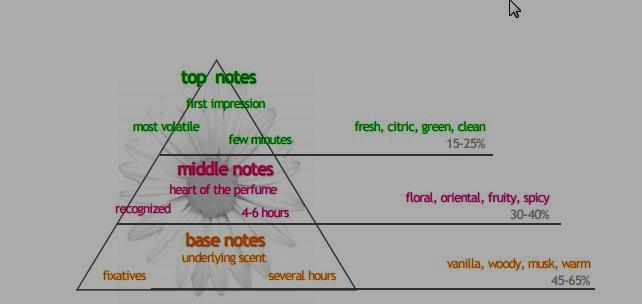 top notes
first impression
most volatile
few minutes
fresh, citric, green, clean
15-25%
middle notes
heart of the perfume
recognized
4-6 hours
floral, oriental, fruity, spicy
30-40%
base notes
underlying scent
fixatives
several hours
vanilla, woody, musk, warm
45-65%